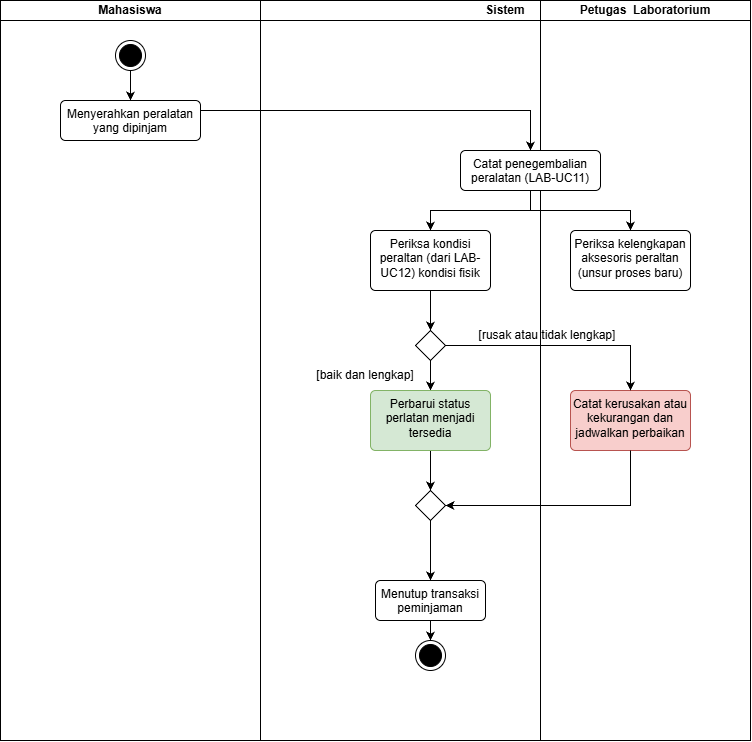 Mahasiswa
Sistem
Petugas Laboratorium
Menyerahkan peralatan
yang dipinjam
Catat penegembalian
peralatan (LAB-UC11)
Periksa kondisi
peraltan (dari LAB-
UC12) kondisi fisik
Periksa kelengkapan
aksesoris peraltan
(unsur proses baru)
[rusak atau tidak lengkap]
[baik dan lengkap]
Perbarui status
perlatan menjadi
tersedia
Catat kerusakan atau
kekurangan dan
jadwalkan perbaikan
Menutup transaksi
peminjaman